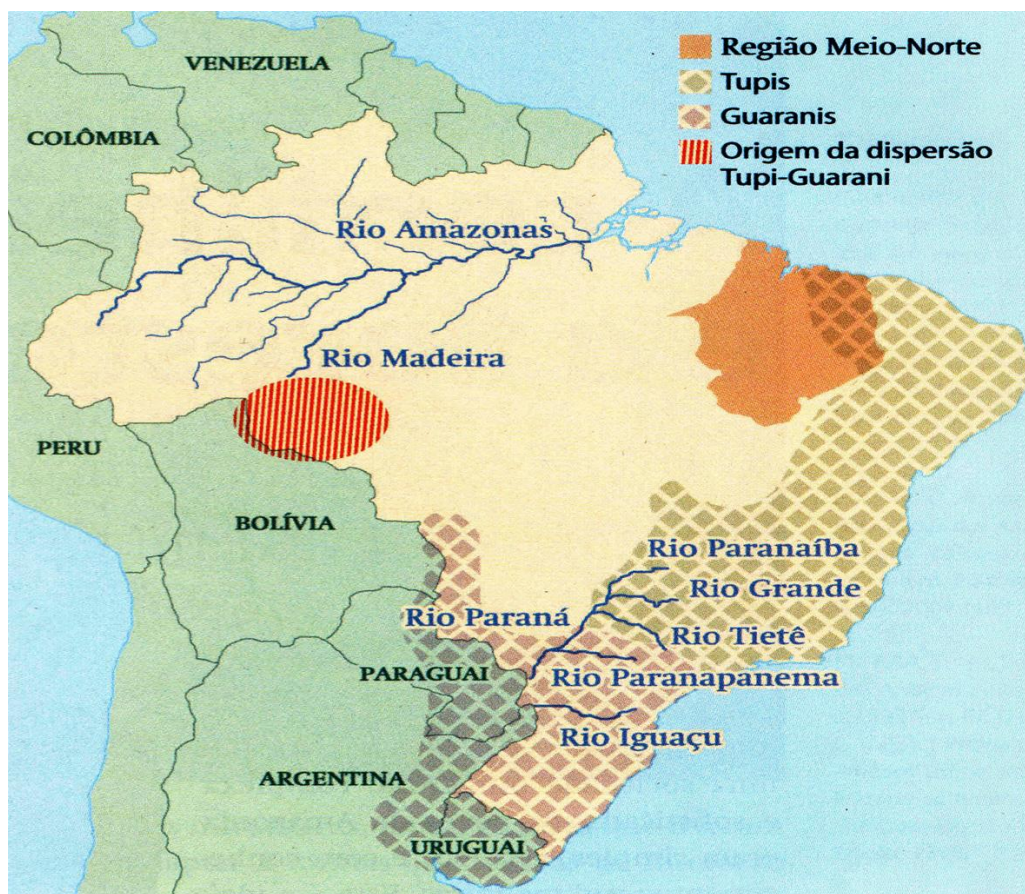 VENEZUELA
COLÔMBIA
Região Meio-Norte
Tupis
Guaranis
Origem da dispersão
Tupi-Guarani
Rio Amazonas
Rio Madeira
PERU
BOLÍVIA
Rio Paranaíba
Rio Grande
Rio Paraná
Rio Tietê
PARAGUAI
Rio Paranapanema
Rio Iguaçu
ARGENTINA
URUGUAI